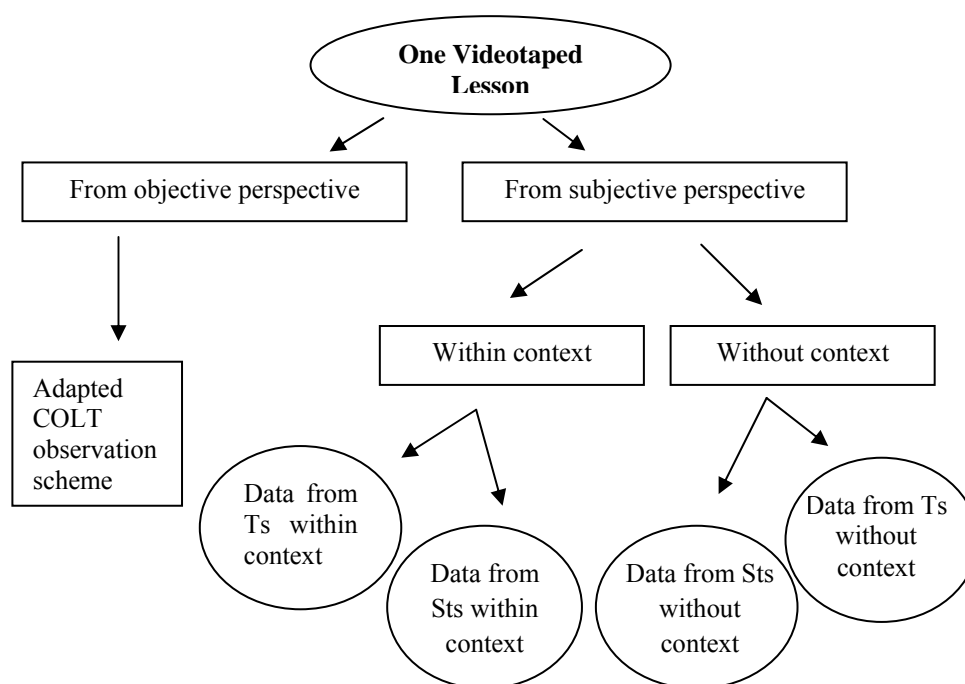 One Videotaped
Lesson
From objective perspective
From subjective perspective
Within context
Without context
Adapted
COLT
observation
scheme
Data from
Ts within
context
Data from
Sts within
context
Data from Sts
without
context
Data from Ts
without
context